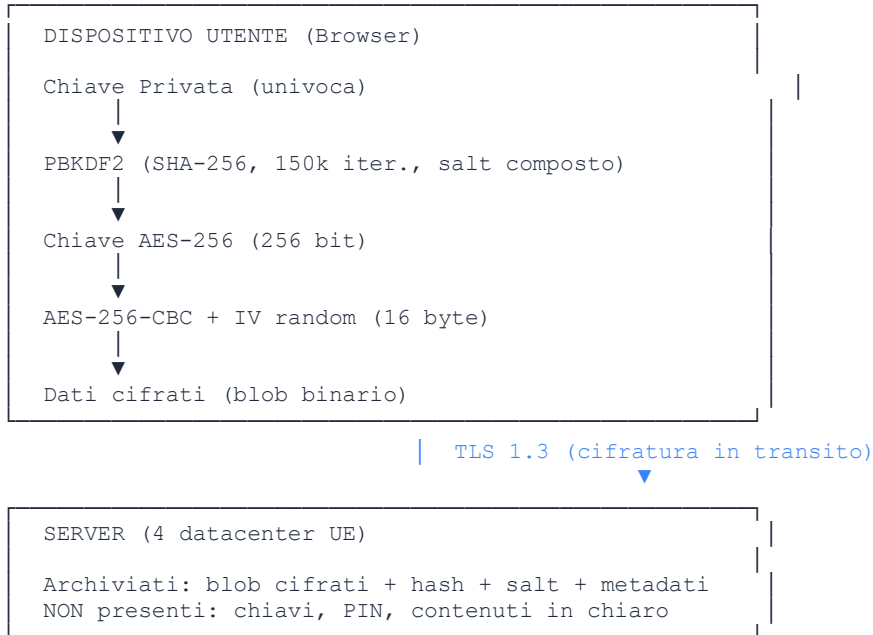 DISPOSITIVO UTENTE (Browser)
Chiave Privata (univoca)
PBKDF2 (SHA-256, 150k iter., salt composto)
Chiave AES-256 (256 bit)
AES-256-CBC + IV random (16 byte)
Dati cifrati (blob binario)
TLS 1.3 (cifratura in transito)
SERVER (4 datacenter UE)
Archiviati: blob cifrati + hash + salt + metadati
NON presenti: chiavi, PIN, contenuti in chiaro